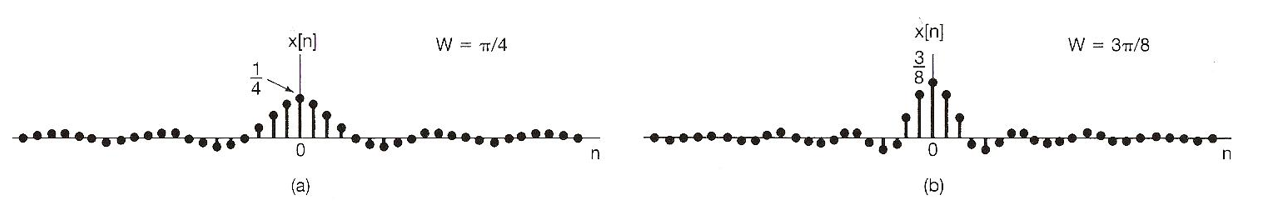 x[n]
W = π/4
1
4
0
n
(a)
x[n]
W = 3π/8
3
8
0
n
(b)